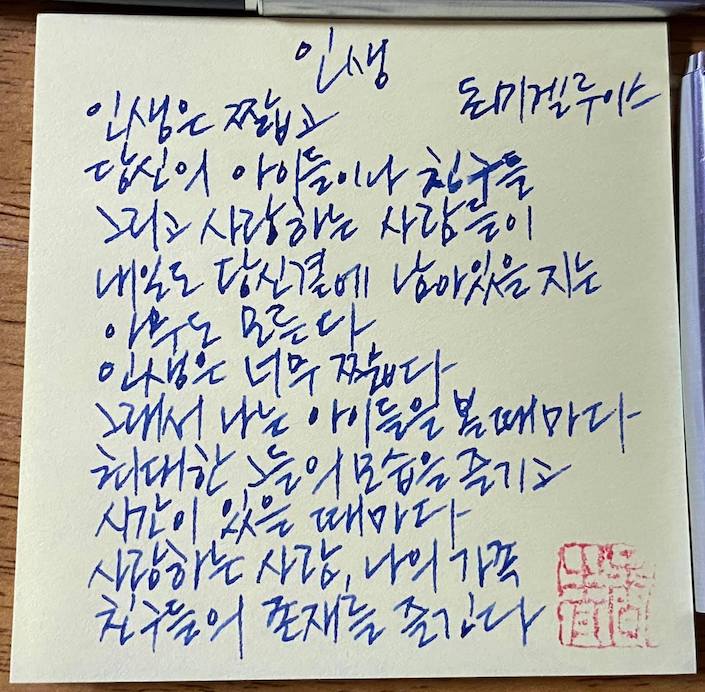 인생
돈미겔루이스
인생은 짧고
당신의 아이들이나 친구들
그리고 사랑하는 사람들이
내일도 당신결에 남아있을지는
아무도 모른다
인생은 너무 짧다
그래서 나는 아이들을 볼때마다
최대한 그들의 모습을 즐기고
시간이 있을 때마다
사랑하는 사람, 나의 가족
친구들의 존재를 즐긴다